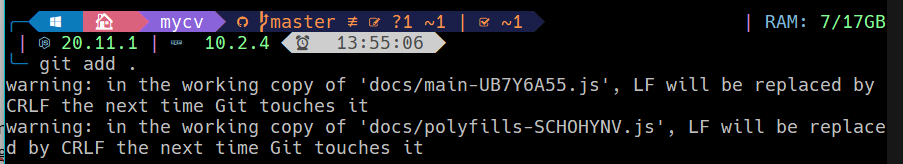 mycv master ≢ ?1 ~1 | ~1 | RAM: 7/17GB
| 20.11.1 | 10.2.4 13:55:06
git add .
warning: in the working copy of 'docs/main-UB7Y6A55.js', LF will be replaced by
CRLF the next time Git touches it
warning: in the working copy of 'docs/polyfills-SCHOHYNV.js', LF will be replace
d by CRLF the next time Git touches it